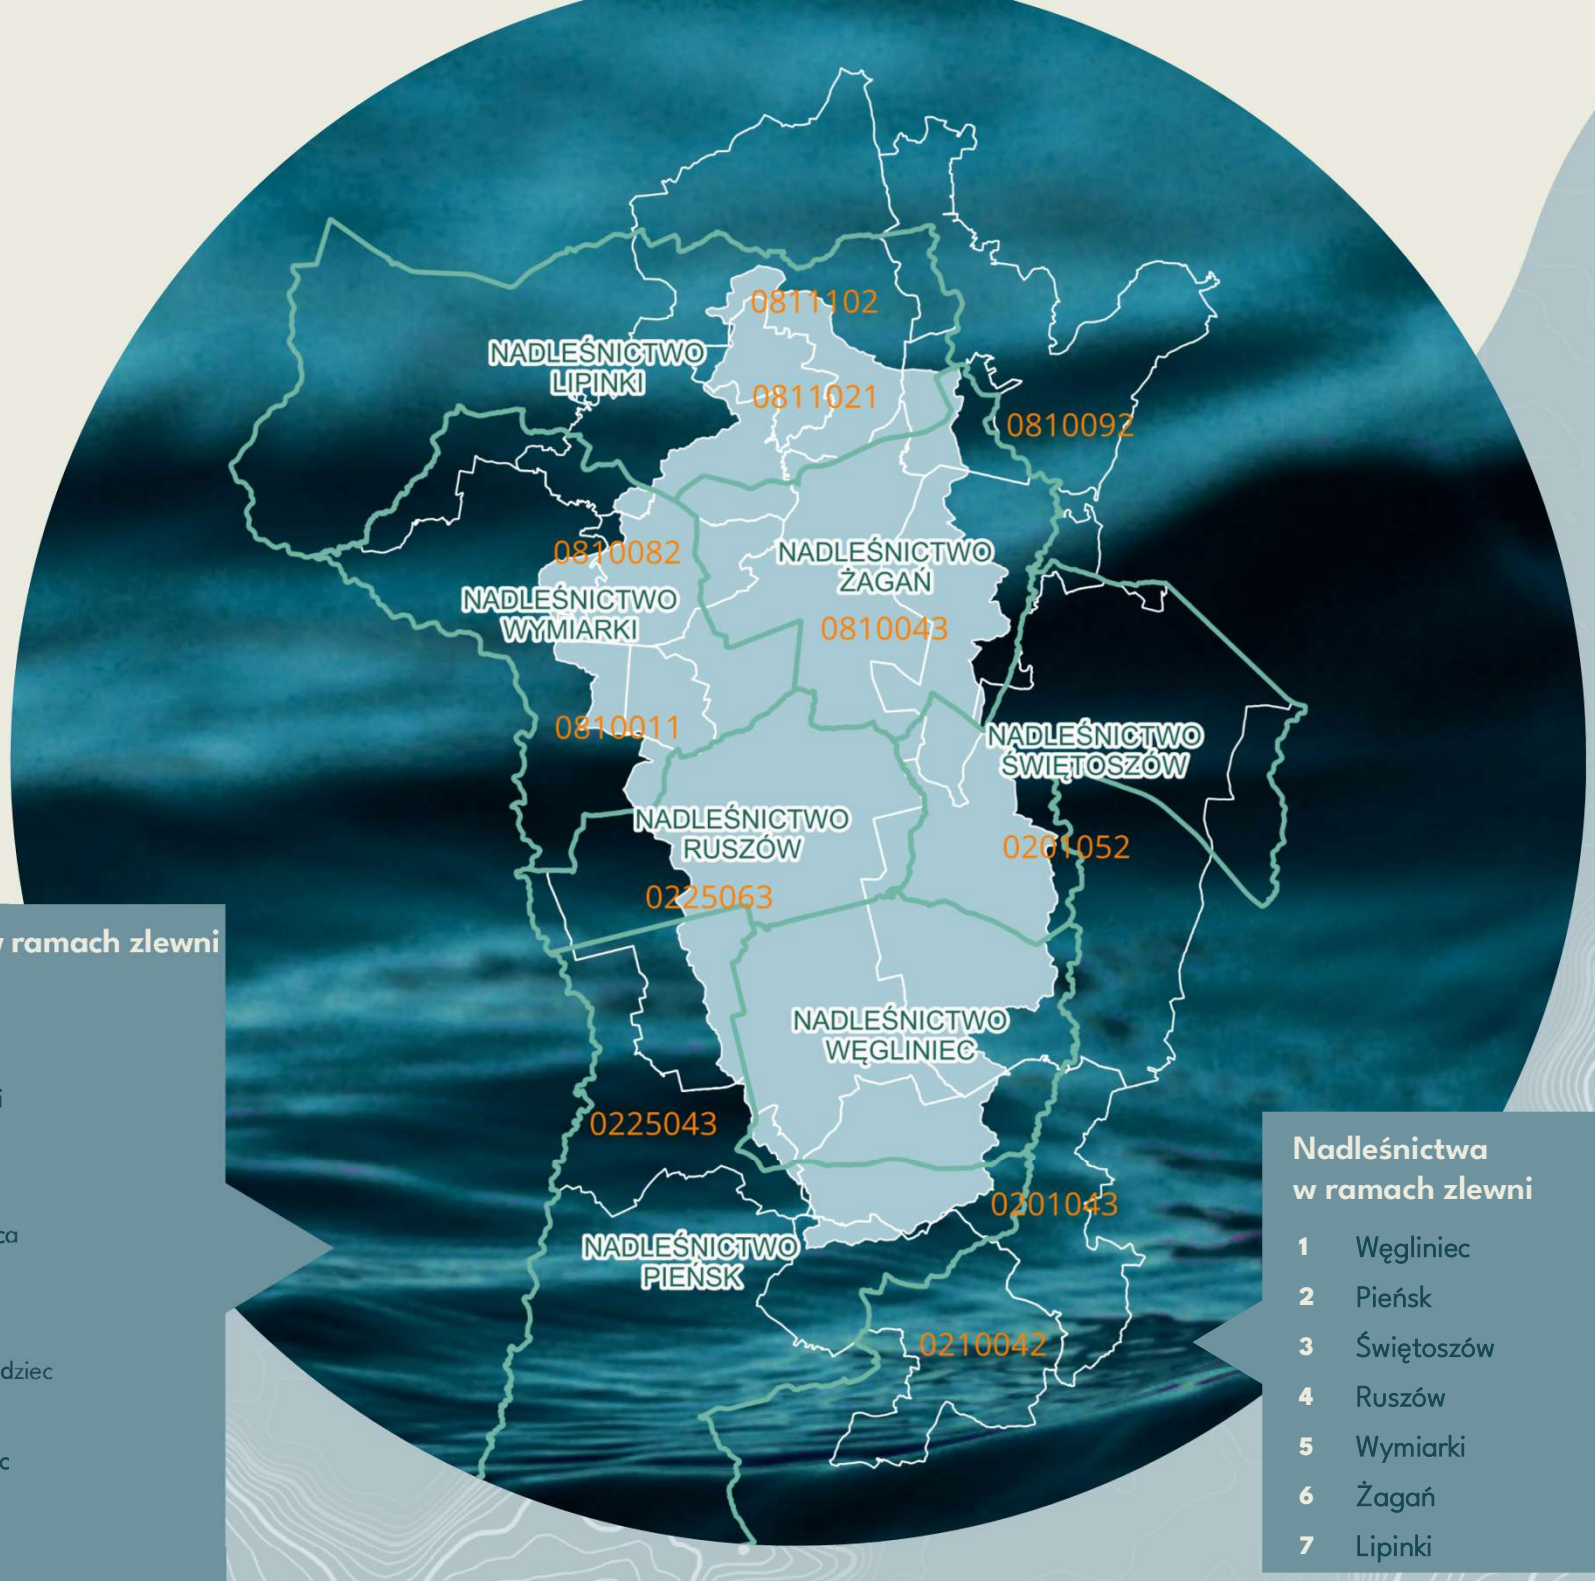 0811102
NADLEŚNICTWO
LIPINKI
0811021
0810092
0810082
NADLEŚNICTWO
ŻAGAŃ
NADLEŚNICTWO
WYMIARKI
0810043
0810011
NADLEŚNICTWO
ŚWIĘTOSZÓW
NADLEŚNICTWO
RUSZÓW
0201052
0225063
ramach zlewni
NADLEŚNICTWO
WĘGLINIEC
0225043
0201043
NADLEŚNICTWO
PIEŃSK
0210042
i
ca
dziec
c
Nadleśnictwa
w ramach zlewni
1 Węgliniec
2 Pieńsk
3 Świętoszów
4 Ruszów
5 Wymiarki
6 Żagań
7 Lipinki